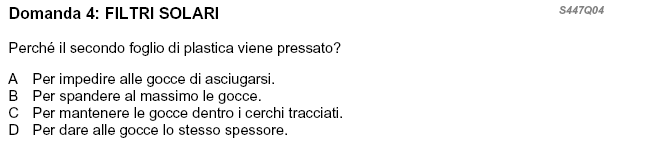 Domanda 4: FILTRI SOLARI
S447Q04
Perché il secondo foglio di plastica viene pressato?
A Per impedire alle gocce di asciugarsi.
B Per spandere al massimo le gocce.
C Per mantenere le gocce dentro i cerchi tracciati.
D Per dare alle gocce lo stesso spessore.